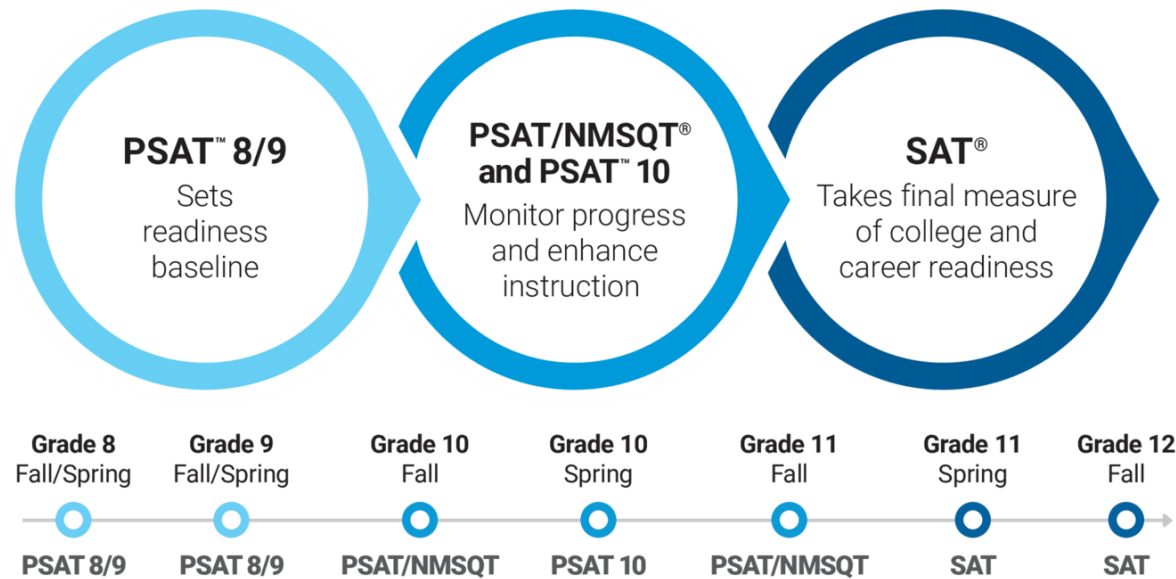 PSAT™ 8/9
Sets
readiness
baseline
PSAT/NMSQT®
and PSAT™ 10
Monitor progress
and enhance
instruction
SAT®
Takes final measure
of college and
career readiness
Grade 8
Fall/Spring
PSAT 8/9
Grade 9
Fall/Spring
PSAT 8/9
Grade 10
Fall
PSAT/NMSQT
Grade 10
Spring
PSAT 10
Grade 11
Fall
PSAT/NMSQT
Grade 11
Spring
SAT
Grade 12
Fall
SAT